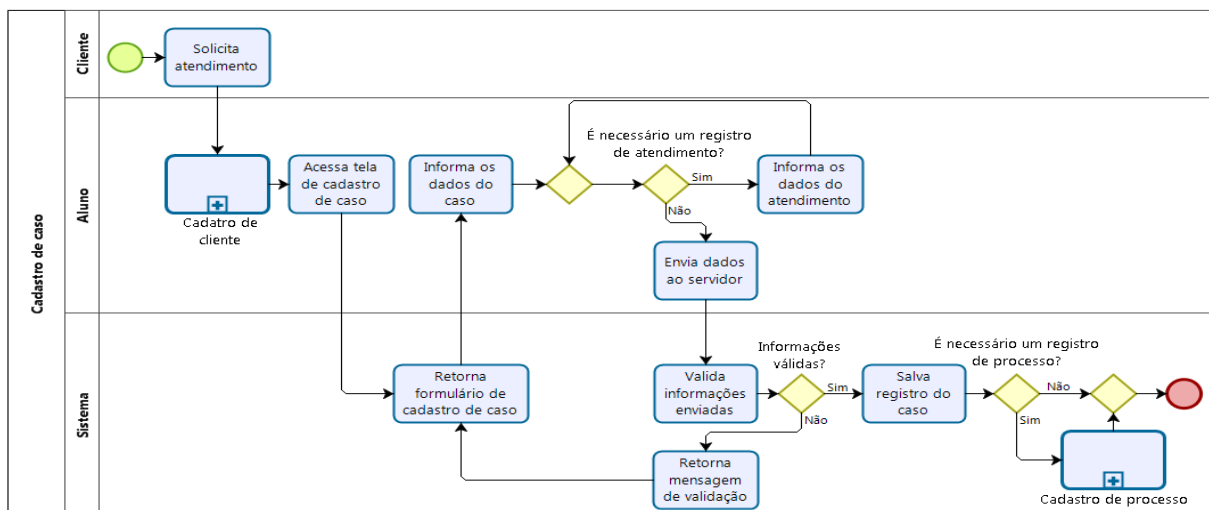 Cadastro de caso
Cliente
Solicita
atendimento
Aluno
Cadatro de
cliente
Acessa tela
de cadastro
de caso
Informa os
dados do
caso
É necessário um registro
de atendimento?
Sim
Informa os
dados do
atendimento
Não
Envia dados
ao servidor
Sistema
Retorna
formulário de
cadastro de caso
Valida
informações
enviadas
Informações
válidas?
Sim
Não
Retorna
mensagem
de validação
Salva
registro do
caso
É necessário um registro
de processo?
Não
Sim
Cadastro de processo